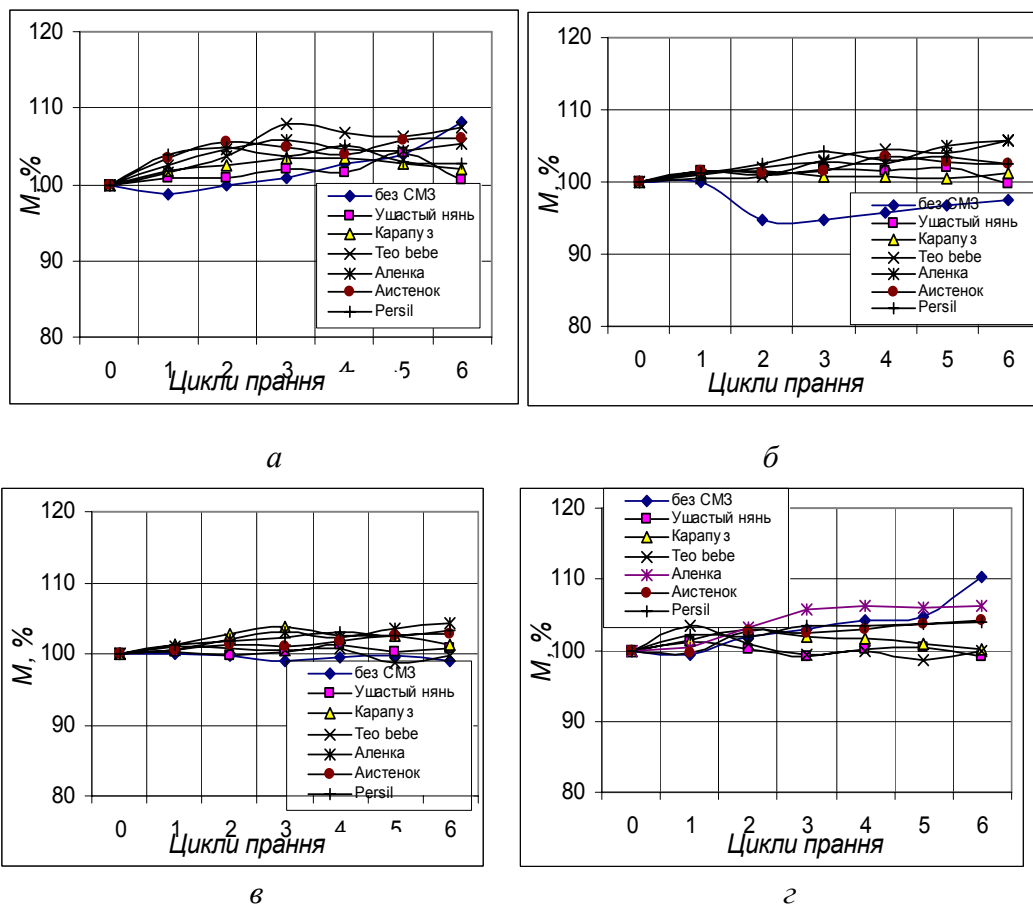 120
110
100
90
80
М, %
0 1 2 3 4 5 6
Цикли прання
без СМЗ
Ушастый нянь
Карапуз
Teo bebe
Аленка
Аистенок
Persil
а
120
110
100
90
80
М, %
0 1 2 3 4 5 6
Цикли прання
без СМЗ
Ушастый нянь
Карапуз
Teo bebe
Аленка
Аистенок
Persil
б
120
110
100
90
80
М, %
0 1 2 3 4 5 6
Цикли прання
без СМЗ
Ушастый нянь
Карапуз
Teo bebe
Аленка
Аистенок
Persil
в
120
110
100
90
80
М, %
0 1 2 3 4 5 6
Цикли прання
без СМЗ
Ушастый нянь
Карапуз
Teo bebe
Аленка
Аистенок
Persil
г